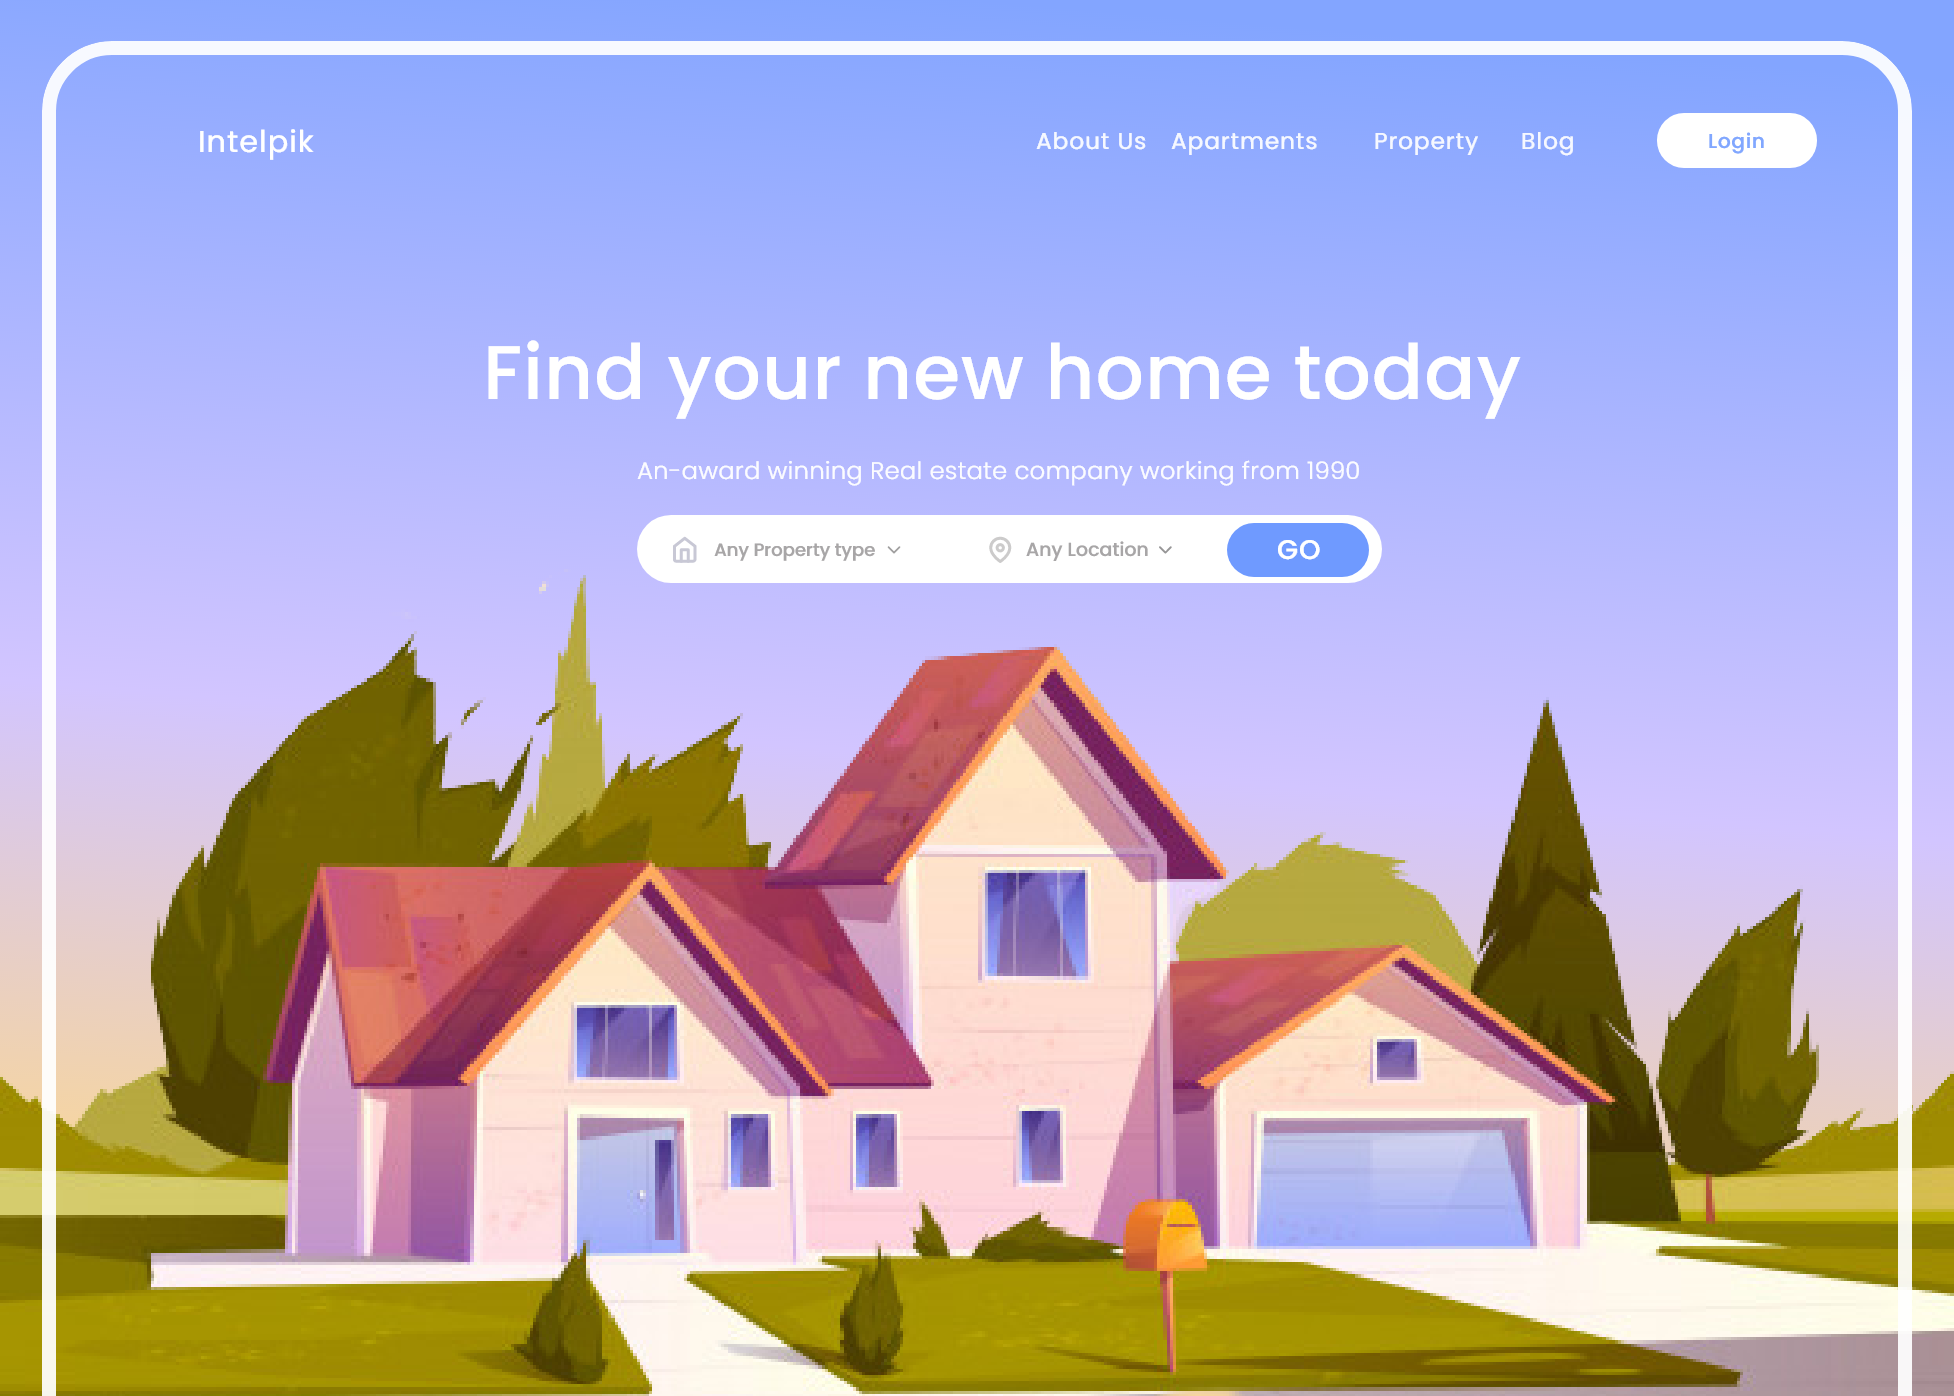 Intelpik
About Us Apartments Property Blog Login
Find your new home today
An-award winning Real estate company working from 1990
Any Property type Any Location GO